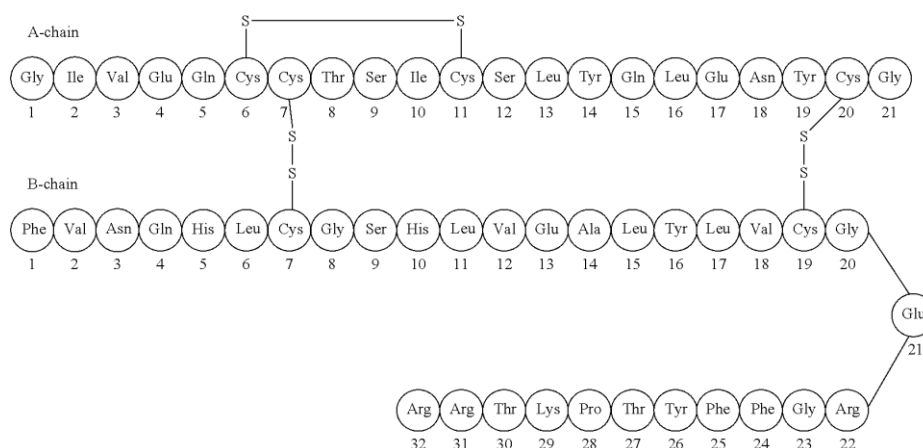 S S
A-chain
Gly Ile Val Glu Gln Cys Cys Thr Ser Ile Cys Ser Leu Tyr Gln Leu Glu Asn Tyr Cys Gly
1 2 3 4 5 6 7 8 9 10 11 12 13 14 15 16 17 18 19 20 21
S S
S S
B-chain
Phe Val Asn Gln His Leu Cys Gly Ser His Leu Val Glu Ala Leu Tyr Leu Val Cys Gly
1 2 3 4 5 6 7 8 9 10 11 12 13 14 15 16 17 18 19 20
Glu
21
Arg Arg Thr Lys Pro Thr Tyr Phe Phe Gly Arg
32 31 30 29 28 27 26 25 24 23 22